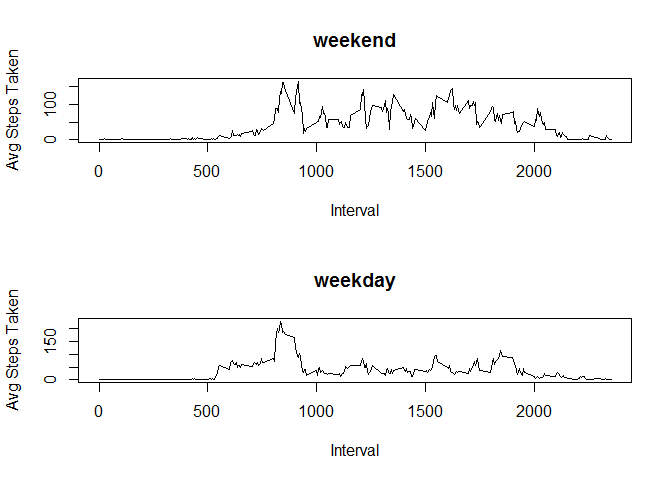 weekend
Avg Steps Taken
100
0
0 500 1000 1500 2000
Interval
weekday
Avg Steps Taken
150
0
0 500 1000 1500 2000
Interval